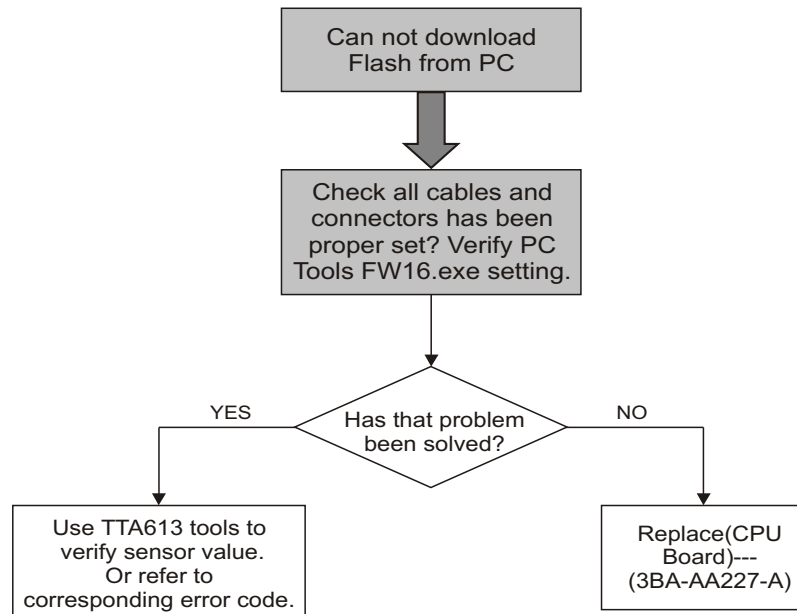 Can not download
Flash from PC
Check all cables and
connectors has been
proper set? Verify PC
Tools FW16.exe setting.
Has that problem
been solved?
YES
NO
Use TTA613 tools to
verify sensor value.
Or refer to
corresponding error code.
Replace(CPU
Board)---
(3BA-AA227-A)